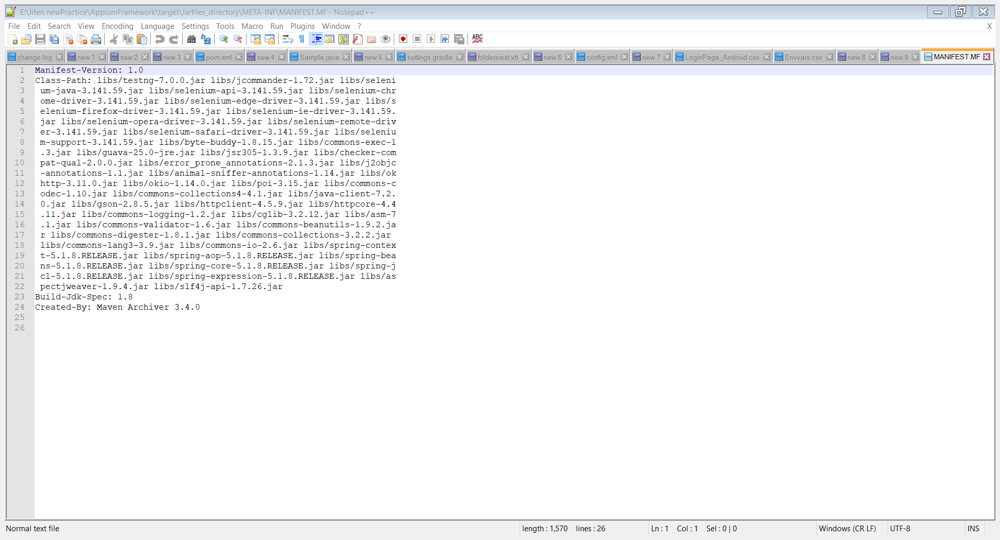 E:\Jiten newPractice\AppiumFramework\target\Jarfiles_directory\META-INF\MANIFEST.MF - Notepad++
File Edit Search View Encoding Language Settings Tools Macro Run Plugins Window ? X
ABC
change.log new 1 new 2 new 3 pom.xml new 4 Sample.java new 5 settings.gradle folderexist.vb new 6 config.xml new 7 LoginPage_Android.csv Envvars.csv new 8 new 9 MANIFEST.MF
1 Manifest-Version: 1.0
2 Class-Path: libs/testng-7.0.0.jar libs/jcommander-1.72.jar libs/seleni
3 um-java-3.141.59.jar libs/selenium-api-3.141.59.jar libs/selenium-chr
4 ome-driver-3.141.59.jar libs/selenium-edge-driver-3.141.59.jar libs/s
5 elenium-firefox-driver-3.141.59.jar libs/selenium-ie-driver-3.141.59.
6 jar libs/selenium-opera-driver-3.141.59.jar libs/selenium-remote-driv
7 er-3.141.59.jar libs/selenium-safari-driver-3.141.59.jar libs/seleniu
8 m-support-3.141.59.jar libs/byte-buddy-1.8.15.jar libs/commons-exec-1
9 .3.jar libs/guava-25.0-jre.jar libs/jsr305-1.3.9.jar libs/checker-com
10 pat-qual-2.0.0.jar libs/error_prone_annotations-2.1.3.jar libs/j2objc
11 -annotations-1.1.jar libs/animal-sniffer-annotations-1.14.jar libs/ok
12 http-3.11.0.jar libs/okio-1.14.0.jar libs/poi-3.15.jar libs/commons-c
13 odec-1.10.jar libs/commons-collections4-4.1.jar libs/java-client-7.2.
14 0.jar libs/gson-2.8.5.jar libs/httpclient-4.5.9.jar libs/httpcore-4.4
15 .11.jar libs/commons-logging-1.2.jar libs/cglib-3.2.12.jar libs/asm-7
16 .1.jar libs/commons-validator-1.6.jar libs/commons-beanutils-1.9.2.ja
17 r libs/commons-digester-1.8.1.jar libs/commons-collections-3.2.2.jar
18 libs/commons-lang3-3.9.jar libs/commons-io-2.6.jar libs/spring-contex
19 t-5.1.8.RELEASE.jar libs/spring-aop-5.1.8.RELEASE.jar libs/spring-bea
20 ns-5.1.8.RELEASE.jar libs/spring-core-5.1.8.RELEASE.jar libs/spring-j
21 cl-5.1.8.RELEASE.jar libs/spring-expression-5.1.8.RELEASE.jar libs/as
22 pectjweaver-1.9.4.jar libs/slf4j-api-1.7.26.jar
23 Build-Jdk-Spec: 1.8
24 Created-By: Maven Archiver 3.4.0
25
26
Normal text file length : 1,570 lines : 26 Ln : 1 Col : 1 Sel : 0 | 0 Windows (CR LF) UTF-8 INS